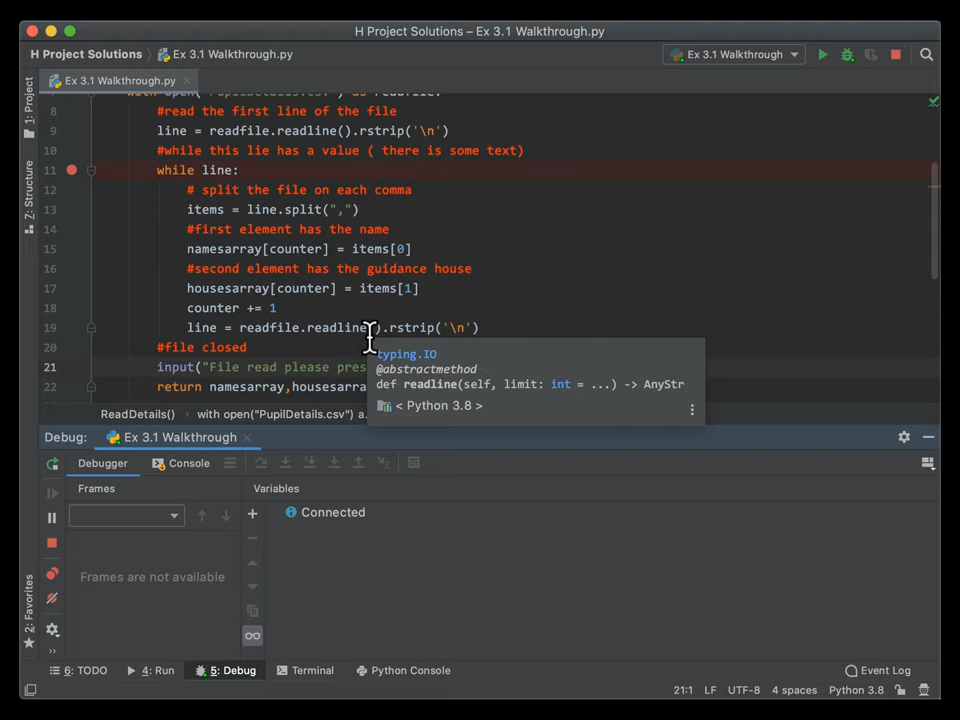 H Project Solutions – Ex 3.1 Walkthrough.py
H Project Solutions
Ex 3.1 Walkthrough.py
Ex 3.1 Walkthrough
Ex 3.1 Walkthrough.py
1: Project
Z: Structure
2: Favorites
with open("PupilDetails.csv") as readfile:
8 #read the first line of the file
9 line = readfile.readline().rstrip('\n')
10 #while this lie has a value ( there is some text)
11 while line:
12 # split the file on each comma
13 items = line.split(",")
14 #first element has the name
15 namesarray[counter] = items[0]
16 #second element has the guidance house
17 housesarray[counter] = items[1]
18 counter += 1
19 line = readfile.readline().rstrip('\n')
20 #file closed
21 input("File read please pres
22 return namesarray,housesarra
typing.IO
@abstractmethod
def readline(self, limit: int = ...) -> AnyStr
< Python 3.8 >
ReadDetails()
with open("PupilDetails.csv") a.
Debug:
Ex 3.1 Walkthrough
Debugger
Console
Frames
Variables
Connected
Frames are not available
6: TODO
4: Run
5: Debug
Terminal
Python Console
Event Log
21:1
LF
UTF-8
4 spaces
Python 3.8